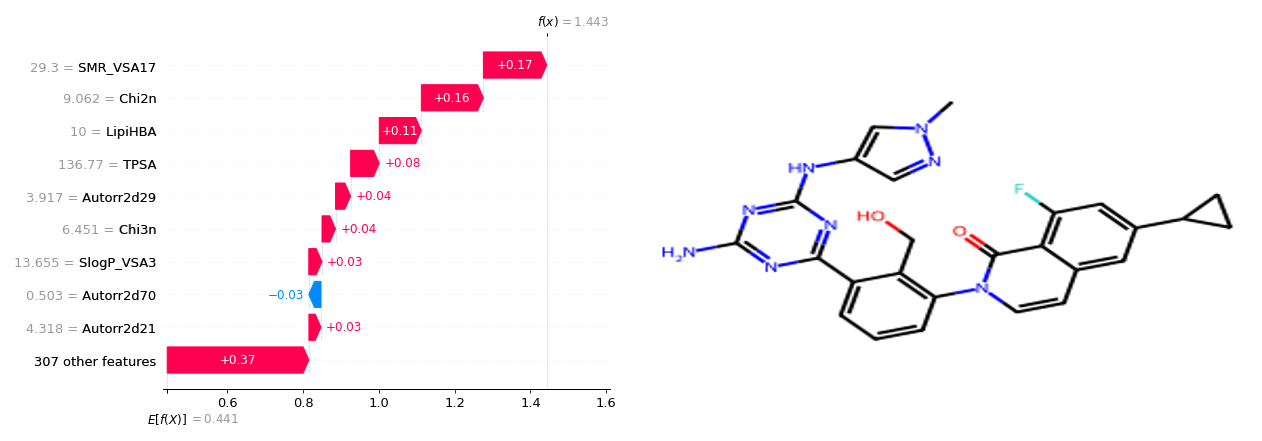 f(x) = 1.443
29.3 = SMR_VSA17 +0.17
9.062 = Chi2n +0.16
10 = LipiHBA +0.11
136.77 = TPSA +0.08
3.917 = Autorr2d29 +0.04
6.451 = Chi3n +0.04
13.655 = SlogP_VSA3 +0.03
0.503 = Autorr2d70 −0.03
4.318 = Autorr2d21 +0.03
307 other features +0.37
0.6 0.8 1.0 1.2 1.4 1.6
E[f(X)] = 0.441
N
N
HN
F
N
N
HO
O
H2N
N
N